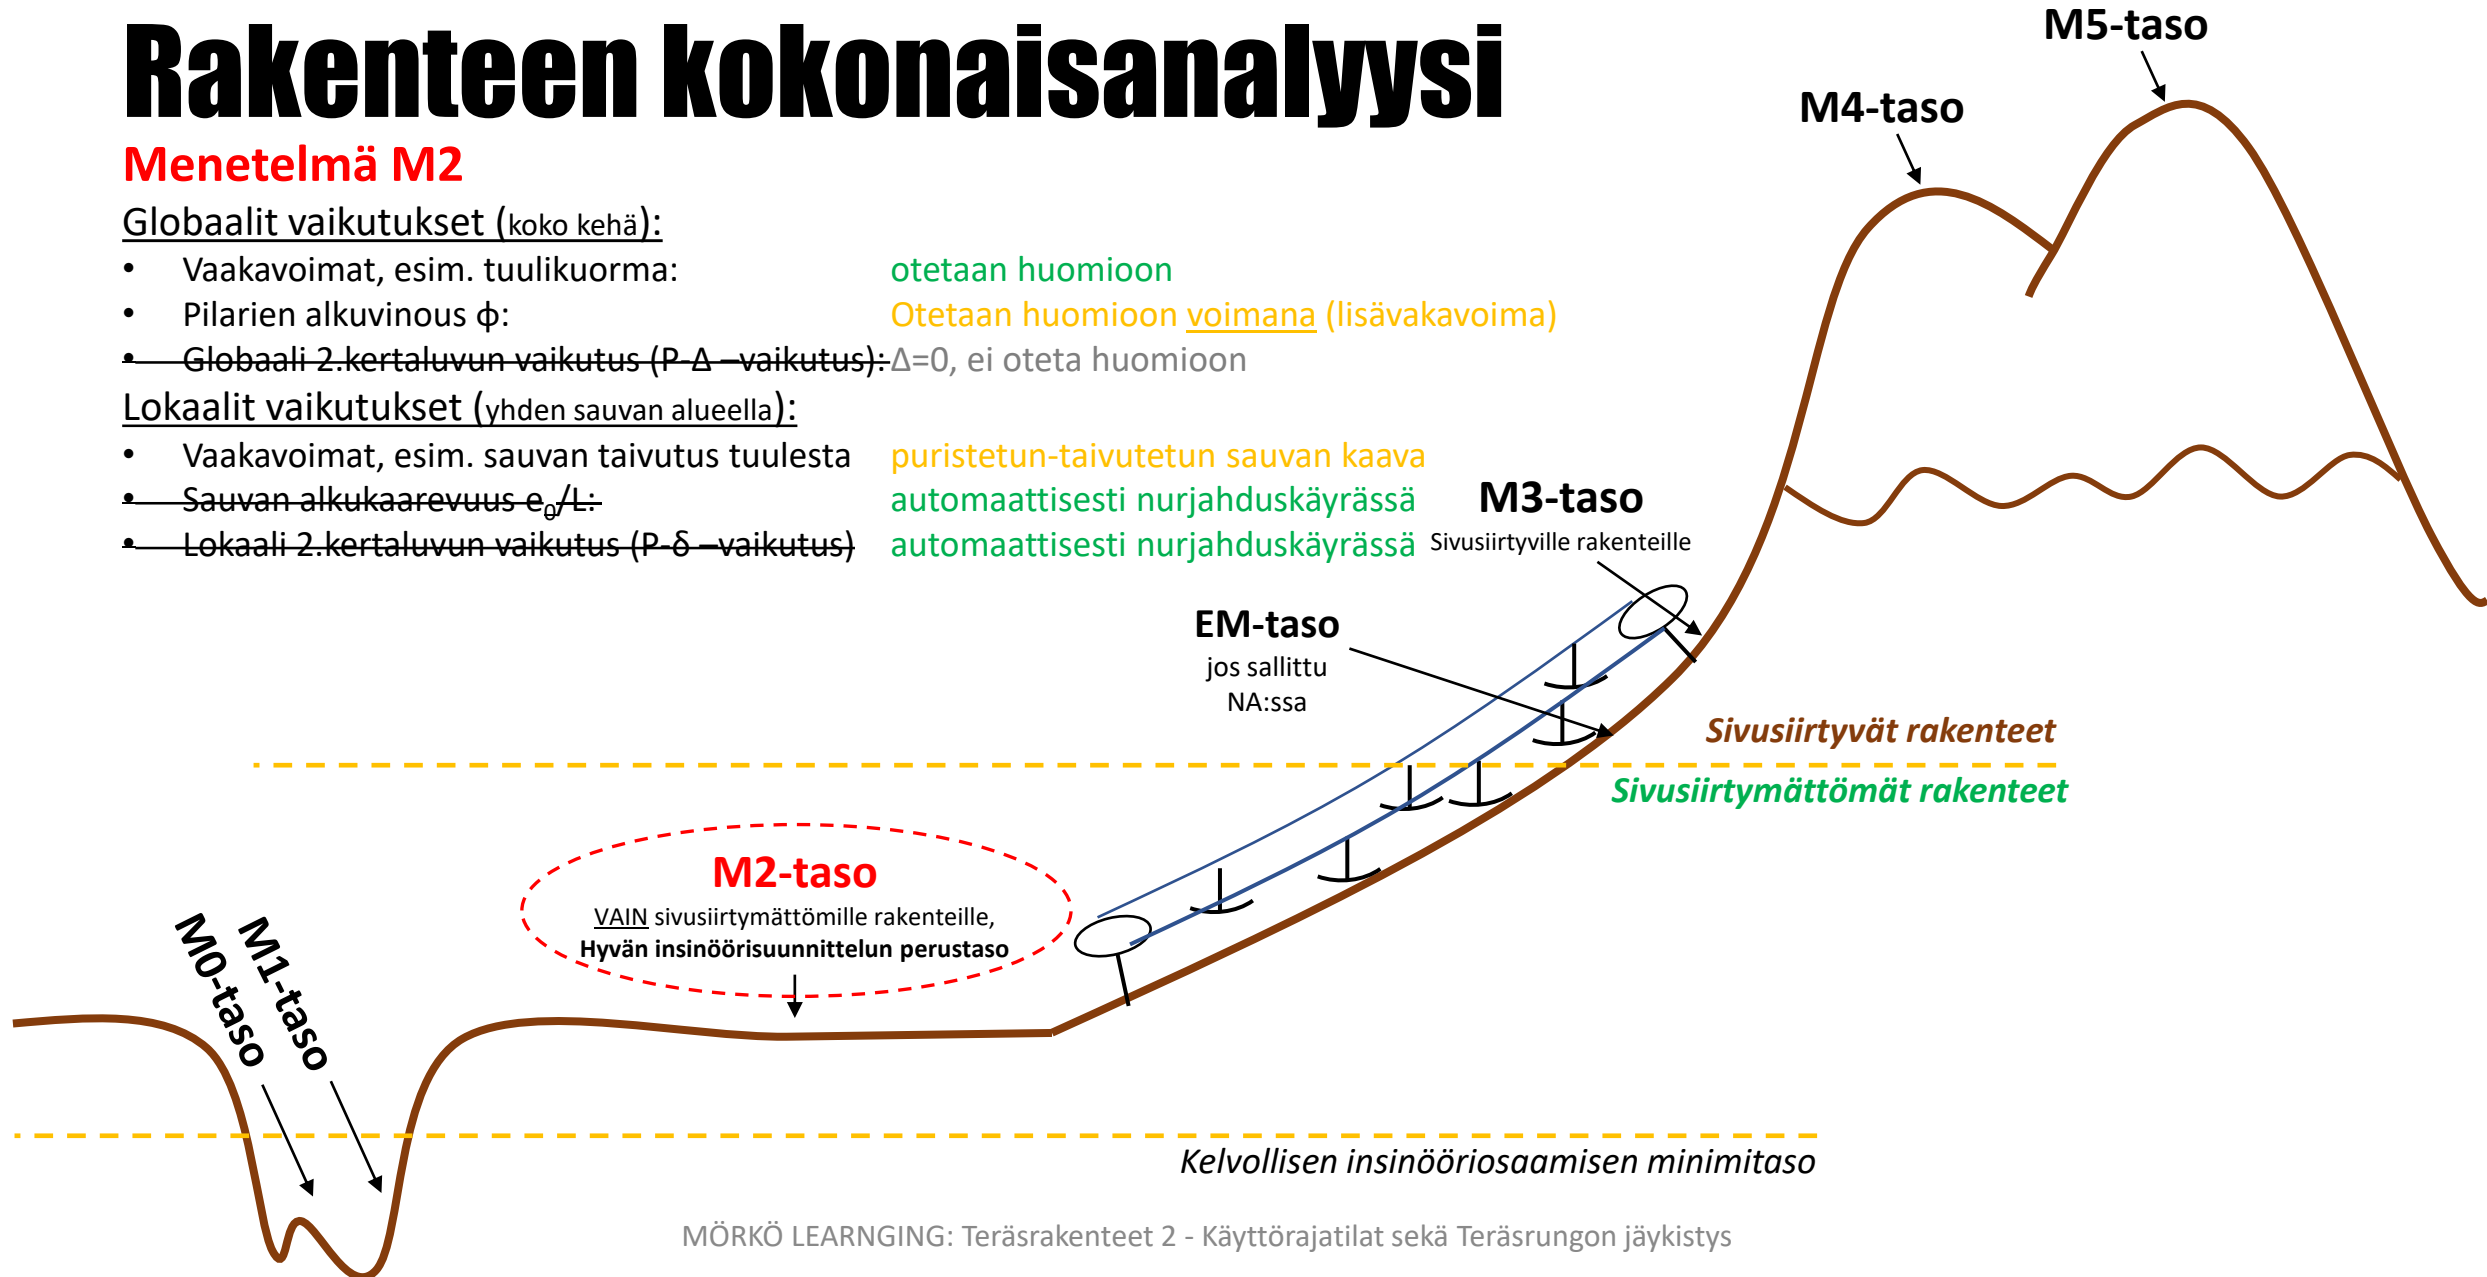 Rakenteen kokonaisanalyysi
Menetelmä M2
Globaalit vaikutukset (koko kehä):
• Vaakavoimat, esim. tuulikuorma: otetaan huomioon
• Pilarien alkuvinous ϕ: Otetaan huomioon voimana (lisävakavoima)
• Globaali 2.kertaluvun vaikutus (P-Δ –vaikutus): Δ=0, ei oteta huomioon
Lokaalit vaikutukset (yhden sauvan alueella):
• Vaakavoimat, esim. sauvan taivutus tuulesta puristetun-taivutetun sauvan kaava
• Sauvan alkukaarevuus e0/L: automaattisesti nurjahduskäyrässä
• Lokaali 2.kertaluvun vaikutus (P-δ –vaikutus) automaattisesti nurjahduskäyrässä
M5-taso
M4-taso
M3-taso
Sivusiirtyville rakenteille
EM-taso
jos sallittu
NA:ssa
Sivusiirtyvät rakenteet
Sivusiirtymättömät rakenteet
M2-taso
VAIN sivusiirtymättömille rakenteille,
Hyvän insinöörisuunnittelun perustaso
M0-taso
M1-taso
Kelvollisen insinööriosaamisen minimitaso
MÖRKÖ LEARNGING: Teräsrakenteet 2 - Käyttörajatilat sekä Teräsrungon jäykistys